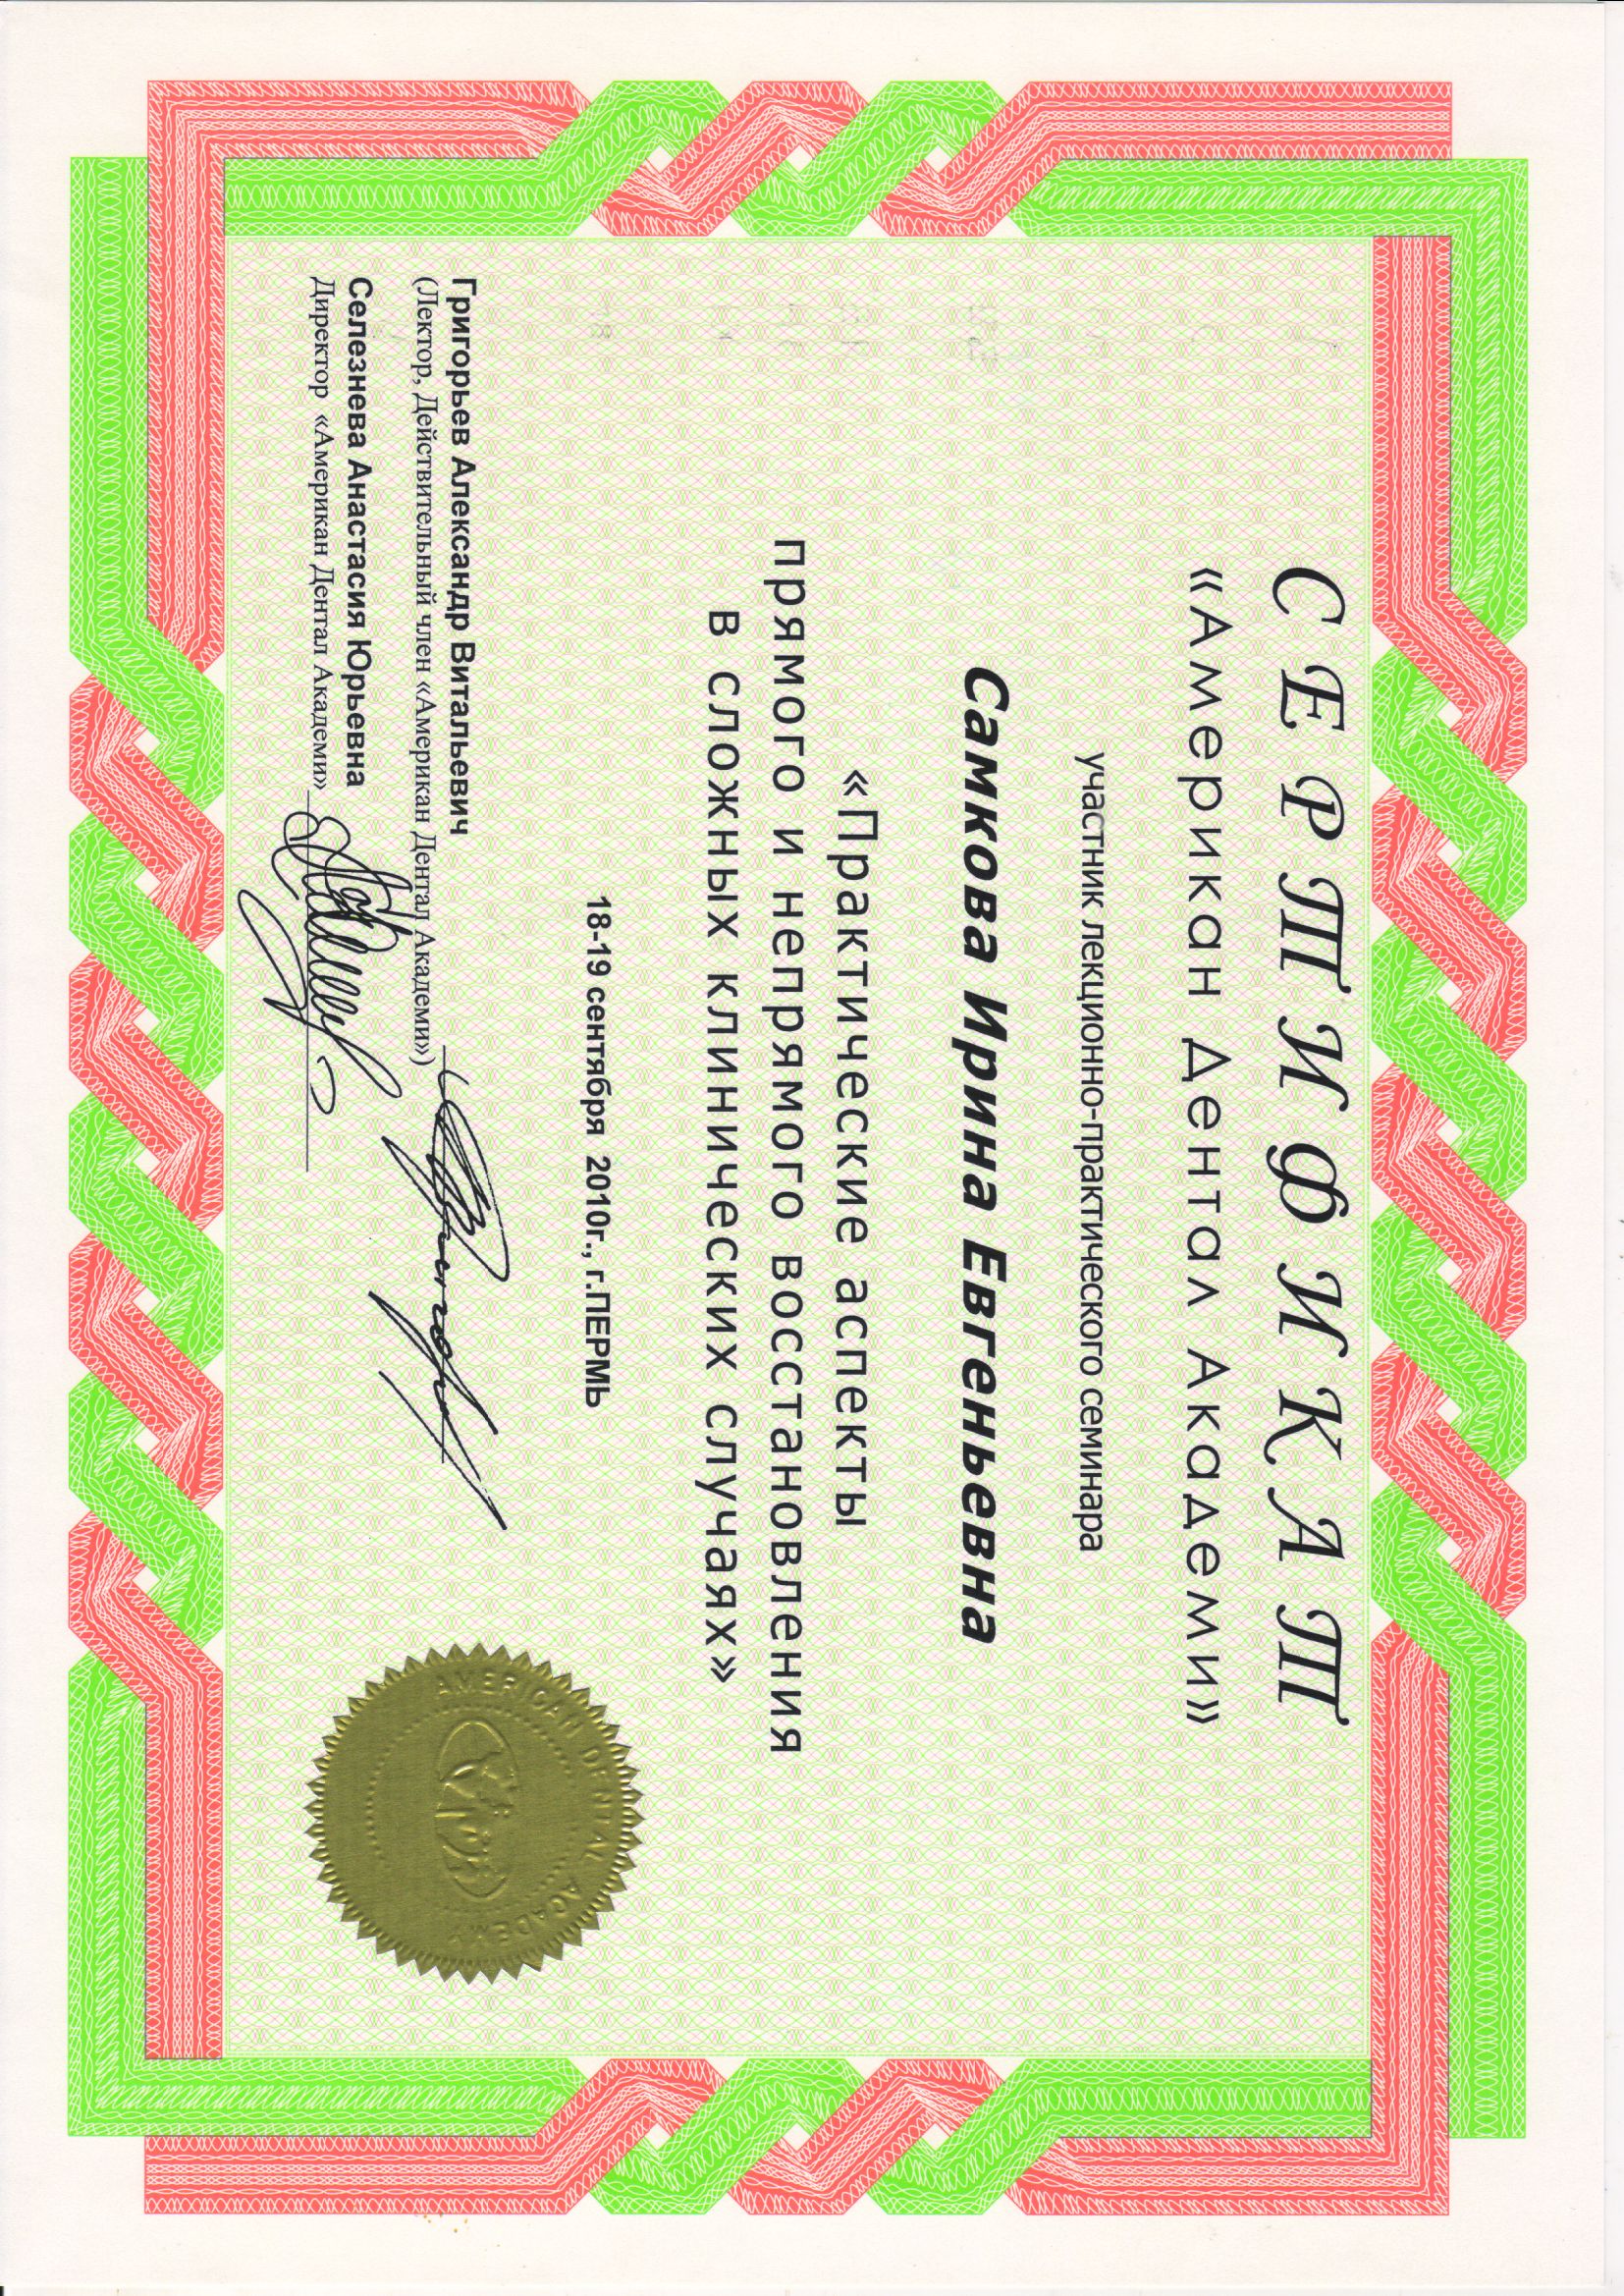 СЕРТИФИКАТ
«Американ Дентал Академи»
участник лекционно-практического семинара
Самкова Ирина Евгеньевна
«Практические аспекты
прямого и непрямого восстановления
в сложных клинических случаях»
18-19 сентября 2010г., г.ПЕРМЬ
Григорьев Александр Витальевич
(Лектор, Действительный член «Американ Дентал Академи»)
Селезнева Анастасия Юрьевна
Директор «Американ Дентал Академи»
AMERICAN DENTAL ACADEMY